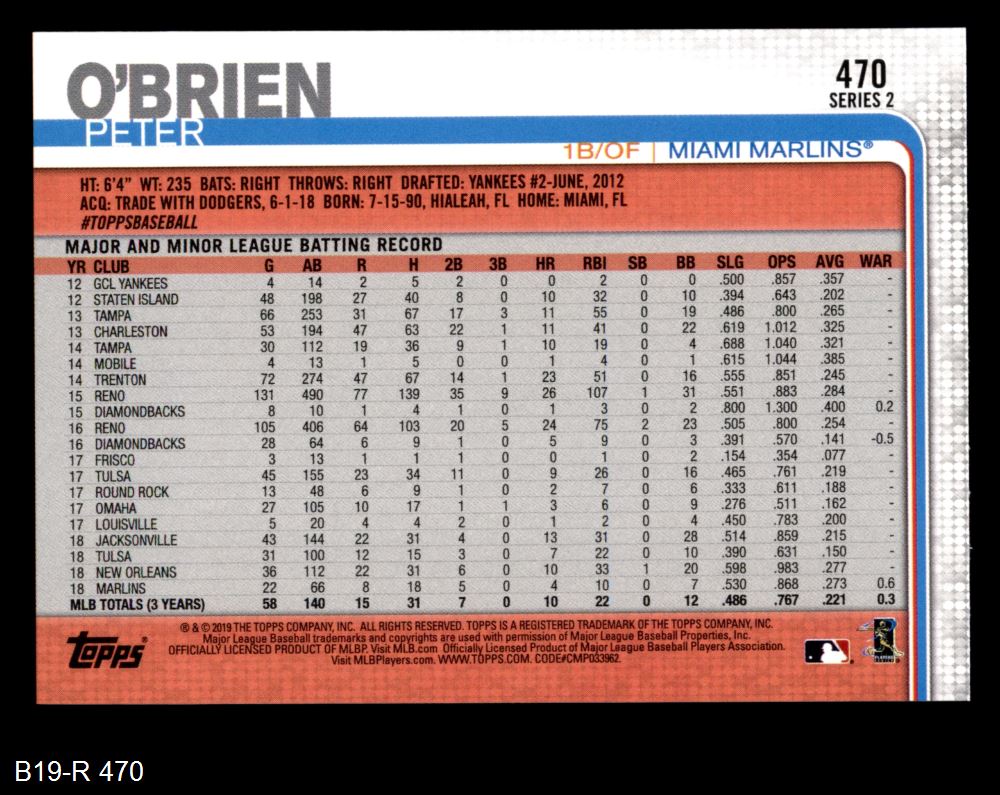 O'BRIEN
PETER
470
SERIES 2
1B/OF | MIAMI MARLINS®
HT: 6'4" WT: 235 BATS: RIGHT THROWS: RIGHT DRAFTED: YANKEES #2-JUNE, 2012
ACQ: TRADE WITH DODGERS, 6-1-18 BORN: 7-15-90, HIALEAH, FL HOME: MIAMI, FL
#TOPPSBASEBALL
MAJOR AND MINOR LEAGUE BATTING RECORD
YR CLUB G AB R H 2B 3B HR RBI SB BB SLG OPS AVG WAR
12 GCL YANKEES 4 14 2 5 2 0 0 2 0 0 .500 .857 .357 -
12 STATEN ISLAND 48 198 27 40 8 0 10 32 0 10 .394 .643 .202 -
13 TAMPA 66 253 31 67 17 3 11 55 0 19 .486 .800 .265 -
13 CHARLESTON 53 194 47 63 22 1 11 41 0 22 .619 1.012 .325 -
14 TAMPA 30 112 19 36 9 1 10 19 0 4 .688 1.040 .321 -
14 MOBILE 4 13 1 5 0 0 1 4 0 1 .615 1.044 .385 -
14 TRENTON 72 274 47 67 14 1 23 51 0 16 .555 .851 .245 -
15 RENO 131 490 77 139 35 9 26 107 1 31 .551 .883 .284 -
15 DIAMONDBACKS 8 10 1 4 1 0 1 3 0 2 .800 1.300 .400 0.2
16 RENO 105 406 64 103 20 5 24 75 2 23 .505 .800 .254 -
16 DIAMONDBACKS 28 64 6 9 1 0 5 9 0 3 .391 .570 .141 -0.5
17 FRISCO 3 13 1 1 1 0 0 1 0 2 .154 .354 .077 -
17 TULSA 45 155 23 34 11 0 9 26 0 16 .465 .761 .219 -
17 ROUND ROCK 13 48 6 9 1 0 2 7 0 6 .333 .611 .188 -
17 OMAHA 27 105 10 17 1 1 3 6 0 9 .276 .511 .162 -
17 LOUISVILLE 5 20 4 4 2 0 1 2 0 4 .450 .783 .200 -
18 JACKSONVILLE 43 144 22 31 4 0 13 31 0 28 .514 .859 .215 -
18 TULSA 31 100 12 15 3 0 7 22 0 10 .390 .631 .150 -
18 NEW ORLEANS 36 112 22 31 6 0 10 33 1 20 .598 .983 .277 -
18 MARLINS 22 66 8 18 5 0 4 10 0 7 .530 .868 .273 0.6
MLB TOTALS (3 YEARS) 58 140 15 31 7 0 10 22 0 12 .486 .767 .221 0.3
Topps®
® & © 2019 THE TOPPS COMPANY, INC. ALL RIGHTS RESERVED. TOPPS IS A REGISTERED TRADEMARK OF THE TOPPS COMPANY, INC.
Major League Baseball trademarks and copyrights are used with permission of Major League Baseball Properties, Inc.
OFFICIALLY LICENSED PRODUCT OF MLBP. Visit MLB.com Officially Licensed Product of Major League Baseball Players Association.
Visit MLBPlayers.com. WWW.TOPPS.COM. CODE#CMP033962.
B19-R 470